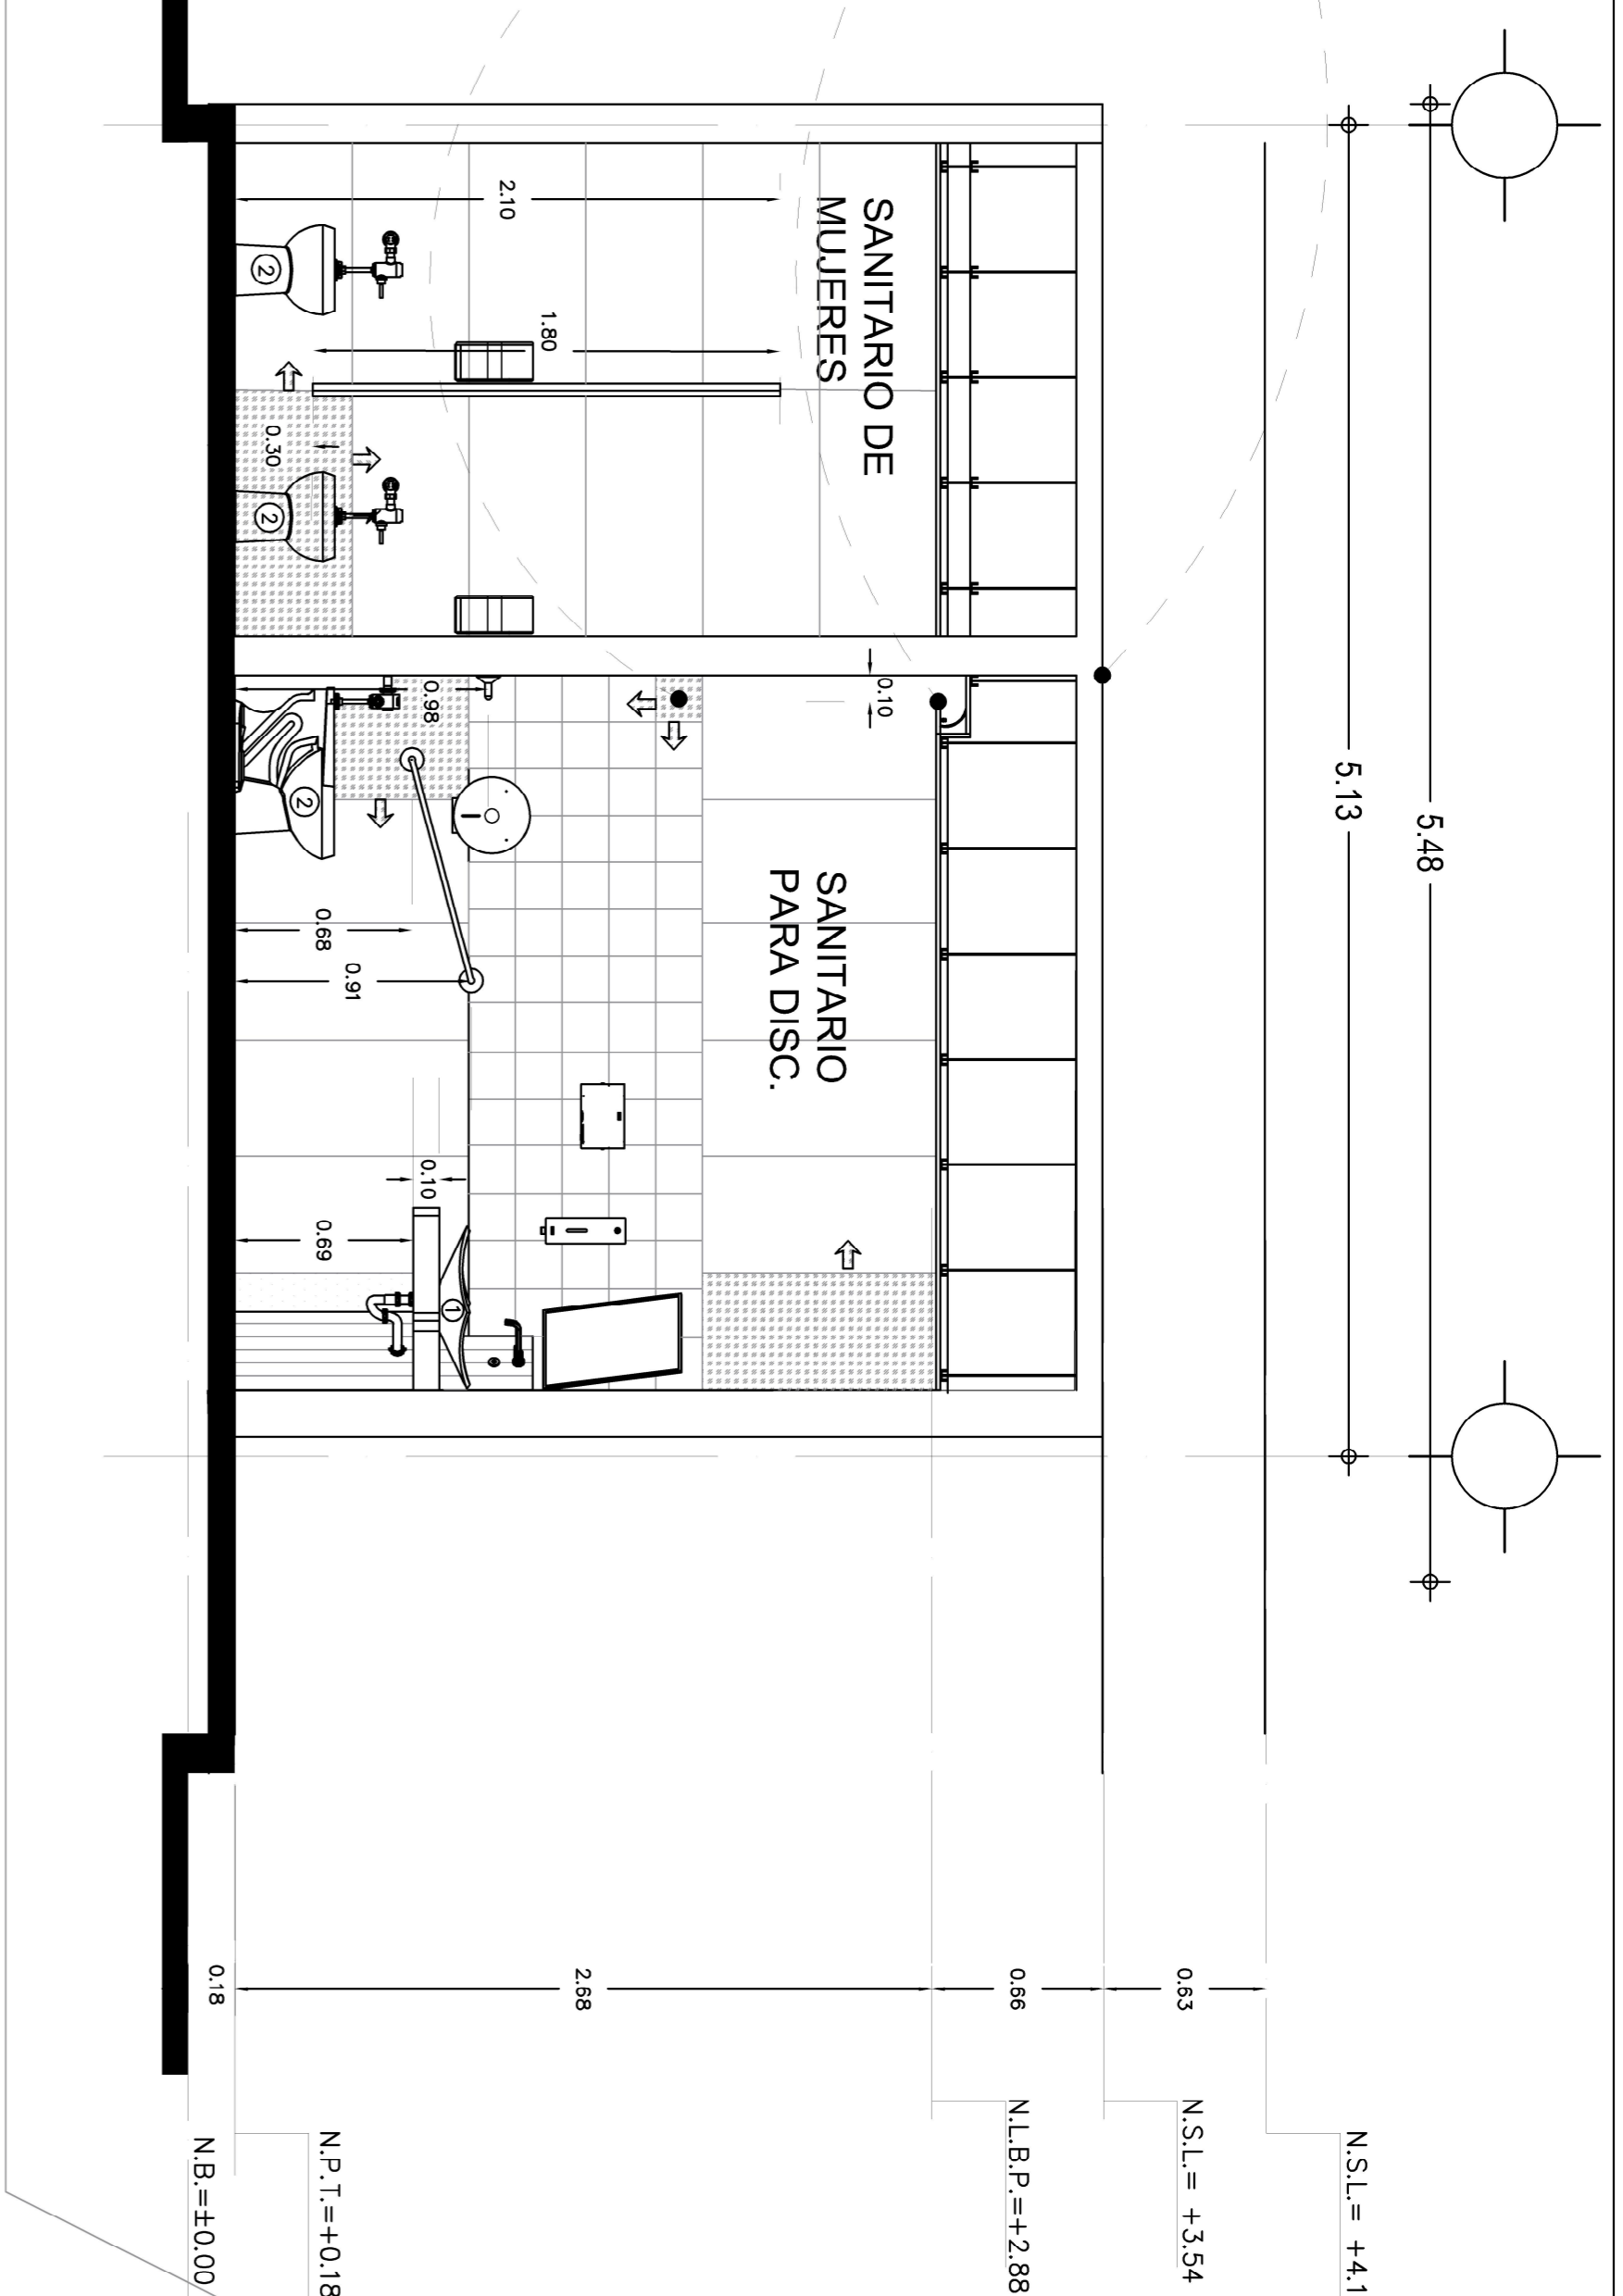 5.48
5.13
N.S.L.= +4.1
0.63
N.S.L.= +3.54
0.66
N.L.B.P.=+2.88
SANITARIO DE
MUJERES
0.10
SANITARIO
PARA DISC.
2.10
1.80
2.68
0.98
0.30
0.68
0.91
0.10
0.69
2
2
2
1
0.18
N.P.T.=+0.18
N.B.=±0.00